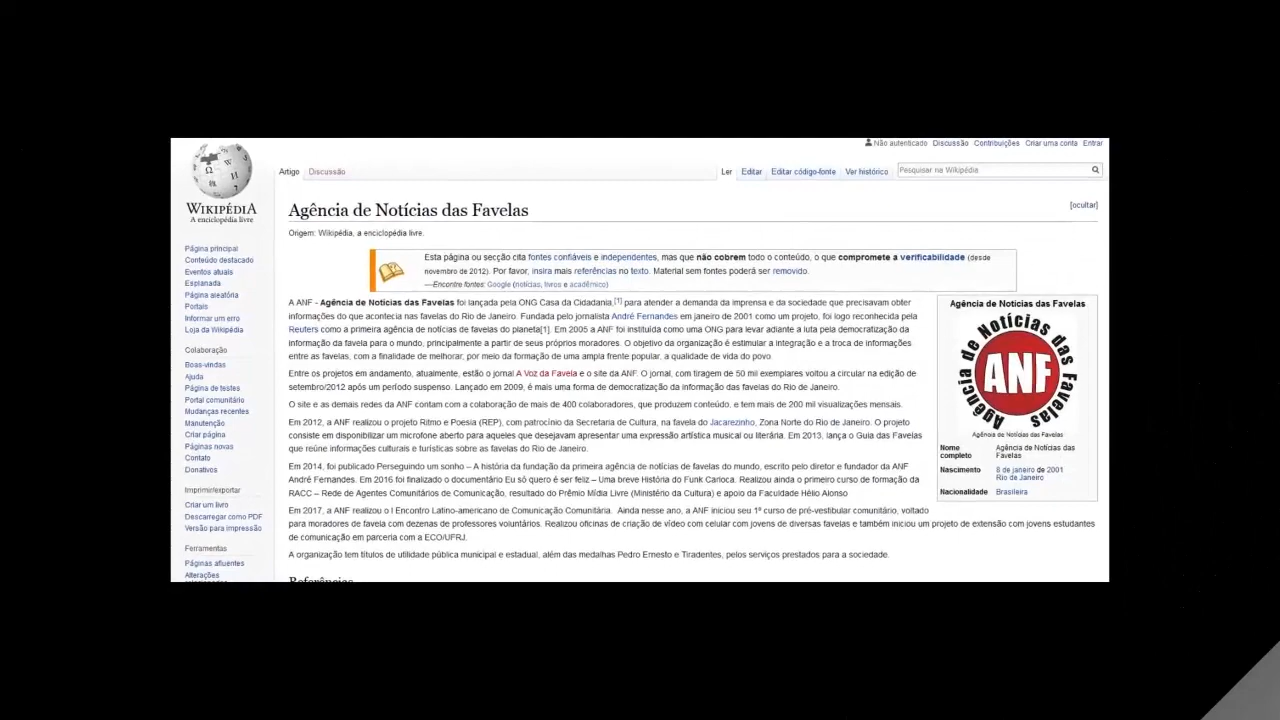 Não autenticado Discussão Contribuições Criar uma conta Entrar
Artigo Discussão Ler Editar Editar código-fonte Ver histórico Pesquisar na Wikipédia
WIKIPÉDIA
A enciclopédia livre
Página principal
Conteúdo destacado
Eventos atuais
Esplanada
Página aleatória
Portais
Informar um erro
Loja da Wikipédia
Colaboração
Boas-vindas
Ajuda
Página de testes
Portal comunitário
Mudanças recentes
Manutenção
Criar página
Páginas novas
Contato
Donativos
Imprimir/exportar
Criar um livro
Descarregar como PDF
Versão para impressão
Ferramentas
Páginas afluentes
Alterações
relacionadas
Agência de Notícias das Favelas
[ocultar]
Origem: Wikipédia, a enciclopédia livre.
Esta página ou secção cita fontes confiáveis e independentes, mas que não cobrem todo o conteúdo, o que compromete a verificabilidade (desde
novembro de 2012). Por favor, insira mais referências no texto. Material sem fontes poderá ser removido.
—Encontre fontes: Google (notícias, livros e acadêmico)
A ANF - Agência de Notícias das Favelas foi lançada pela ONG Casa da Cidadania,[1] para atender a demanda da imprensa e da sociedade que precisavam obter
informações do que acontecia nas favelas do Rio de Janeiro. Fundada pelo jornalista André Fernandes em janeiro de 2001 como um projeto, foi logo reconhecida pela
Reuters como a primeira agência de notícias de favelas do planeta[1]. Em 2005 a ANF foi instituída como uma ONG para levar adiante a luta pela democratização da
informação da favela para o mundo, principalmente a partir de seus próprios moradores. O objetivo da organização é estimular a integração e a troca de informações
entre as favelas, com a finalidade de melhorar, por meio da formação de uma ampla frente popular, a qualidade de vida do povo
Entre os projetos em andamento, atualmente, estão o jornal A Voz da Favela e o site da ANF. O jornal, com tiragem de 50 mil exemplares voltou a circular na edição de
setembro/2012 após um período suspenso. Lançado em 2009, é mais uma forma de democratização da informação das favelas do Rio de Janeiro.
O site e as demais redes da ANF contam com a colaboração de mais de 400 colaboradores, que produzem conteúdo, e tem mais de 200 mil visualizações mensais.
Em 2012, a ANF realizou o projeto Ritmo e Poesia (REP), com patrocínio da Secretaria de Cultura, na favela do Jacarezinho, Zona Norte do Rio de Janeiro. O projeto
consiste em disponibilizar um microfone aberto para aqueles que desejavam apresentar uma expressão artística musical ou literária. Em 2013, lança o Guia das Favelas
que reúne informações culturais e turísticas sobre as favelas do Rio de Janeiro.
Em 2014, foi publicado Perseguindo um sonho – A história da fundação da primeira agência de notícias de favelas do mundo, escrito pelo diretor e fundador da ANF
André Fernandes. Em 2016 foi finalizado o documentário Eu só quero é ser feliz – Uma breve História do Funk Carioca. Realizou ainda o primeiro curso de formação da
RACC – Rede de Agentes Comunitários de Comunicação, resultado do Prêmio Mídia Livre (Ministério da Cultura) e apoio da Faculdade Hélio Alonso
Em 2017, a ANF realizou o I Encontro Latino-americano de Comunicação Comunitária. Ainda nesse ano, a ANF iniciou seu 1º curso de pré-vestibular comunitário, voltado
para moradores de favela com dezenas de professores voluntários. Realizou oficinas de criação de vídeo com celular com jovens de diversas favelas e também iniciou um projeto de extensão com jovens estudantes
de comunicação em parceria com a ECO/UFRJ.
A organização tem títulos de utilidade pública municipal e estadual, além das medalhas Pedro Ernesto e Tiradentes, pelos serviços prestados para a sociedade.
Referências
Agência de Notícias das Favelas
Agência de Notícias das Favelas
ANF
Agência de Notícias das Favelas
Nome completo Agência de Notícias das Favelas
Nascimento 8 de janeiro de 2001
Rio de Janeiro
Nacionalidade Brasileira